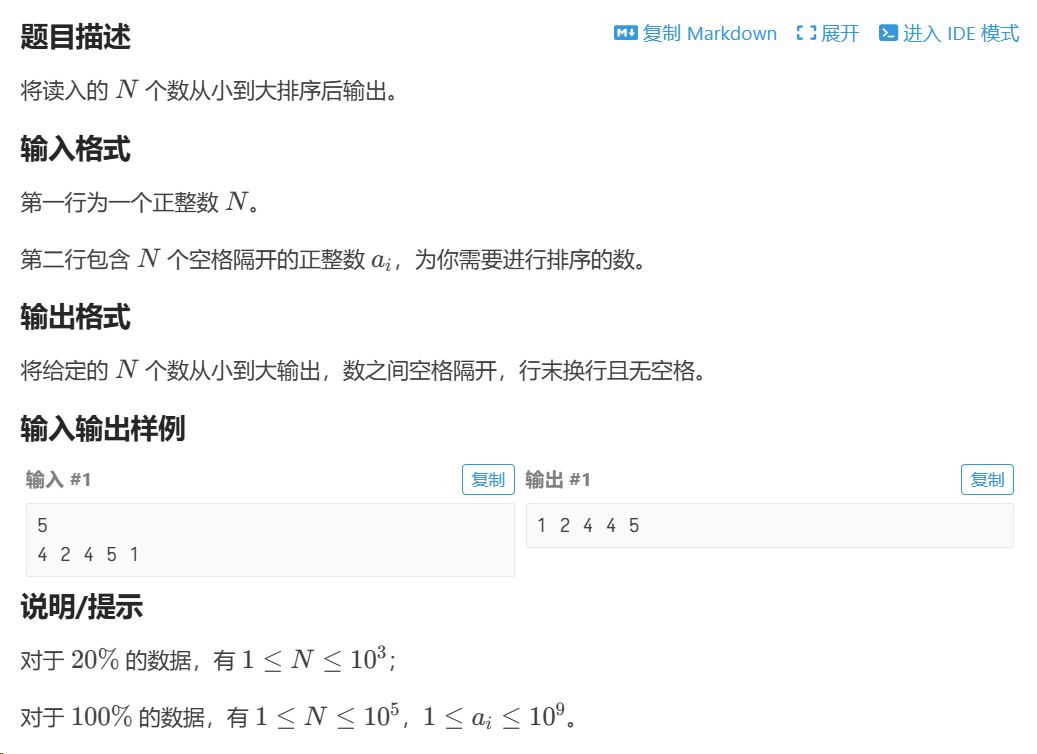 题目描述
复制 Markdown 展开 进入 IDE 模式
将读入的 N 个数从小到大排序后输出。
输入格式
第一行为一个正整数 N。
第二行包含 N 个空格隔开的正整数 a_i，为你需要进行排序的数。
输出格式
将给定的 N 个数从小到大输出，数之间空格隔开，行末换行且无空格。
输入输出样例
输入 #1
复制
5
4 2 4 5 1
输出 #1
复制
1 2 4 4 5
说明/提示
对于 20% 的数据，有 1 ≤ N ≤ 10^3；
对于 100% 的数据，有 1 ≤ N ≤ 10^5，1 ≤ a_i ≤ 10^9。